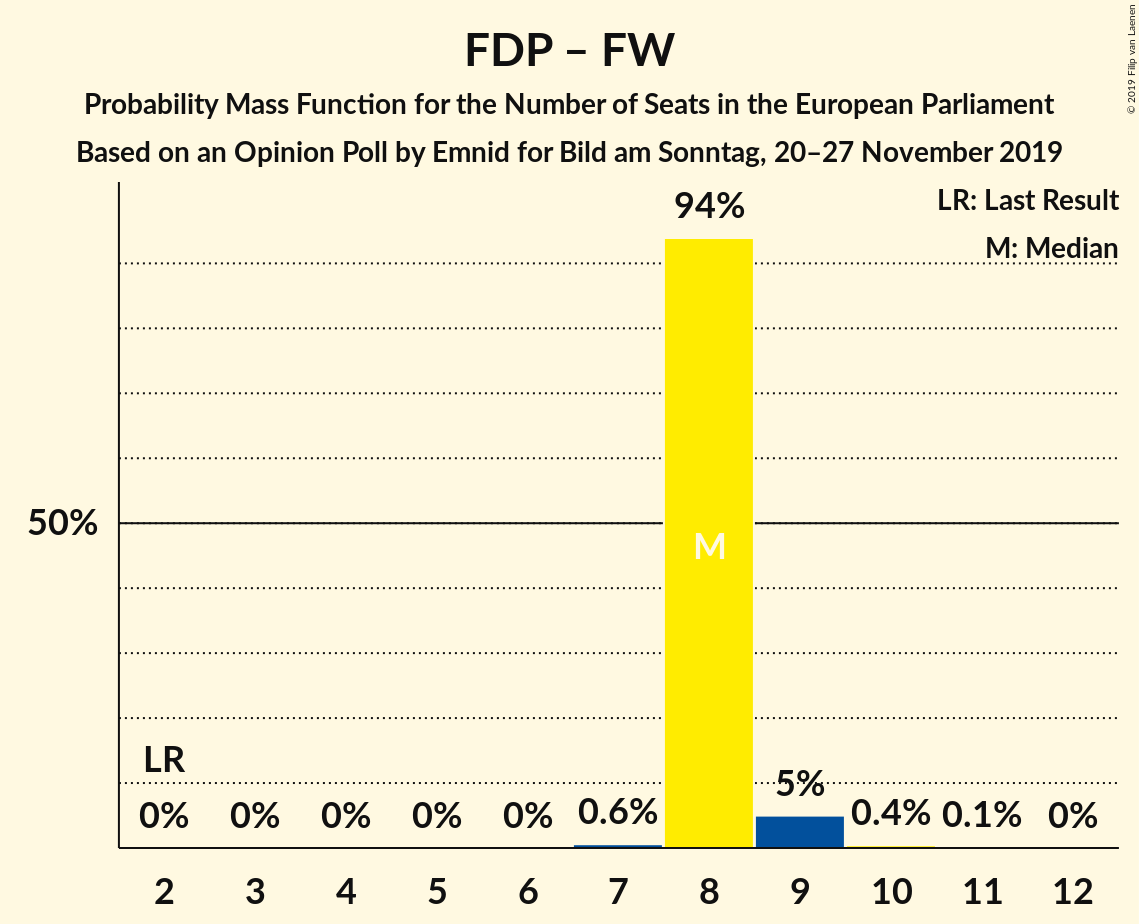 FDP – FW
Probability Mass Function for the Number of Seats in the European Parliament
Based on an Opinion Poll by Emnid for Bild am Sonntag, 20–27 November 2019
© 2019 Filip van Laenen
LR: Last Result
M: Median
94%
50%
M
LR
0% 0% 0% 0% 0% 0.6% 5% 0.4% 0.1% 0%
2 3 4 5 6 7 8 9 10 11 12